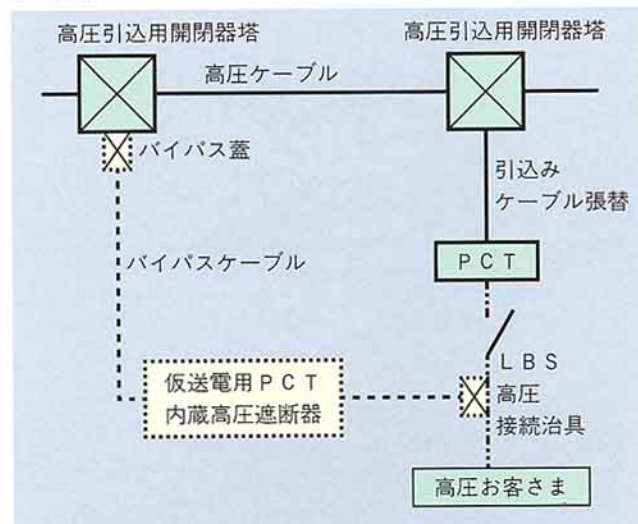 高圧引込用開閉器塔
高圧引込用開閉器塔
高圧ケーブル
バイパス蓋
引込み
ケーブル張替
バイパスケーブル
PCT
仮送電用PCT
内蔵高圧遮断器
LBS
高圧
接続治具
高圧お客さま